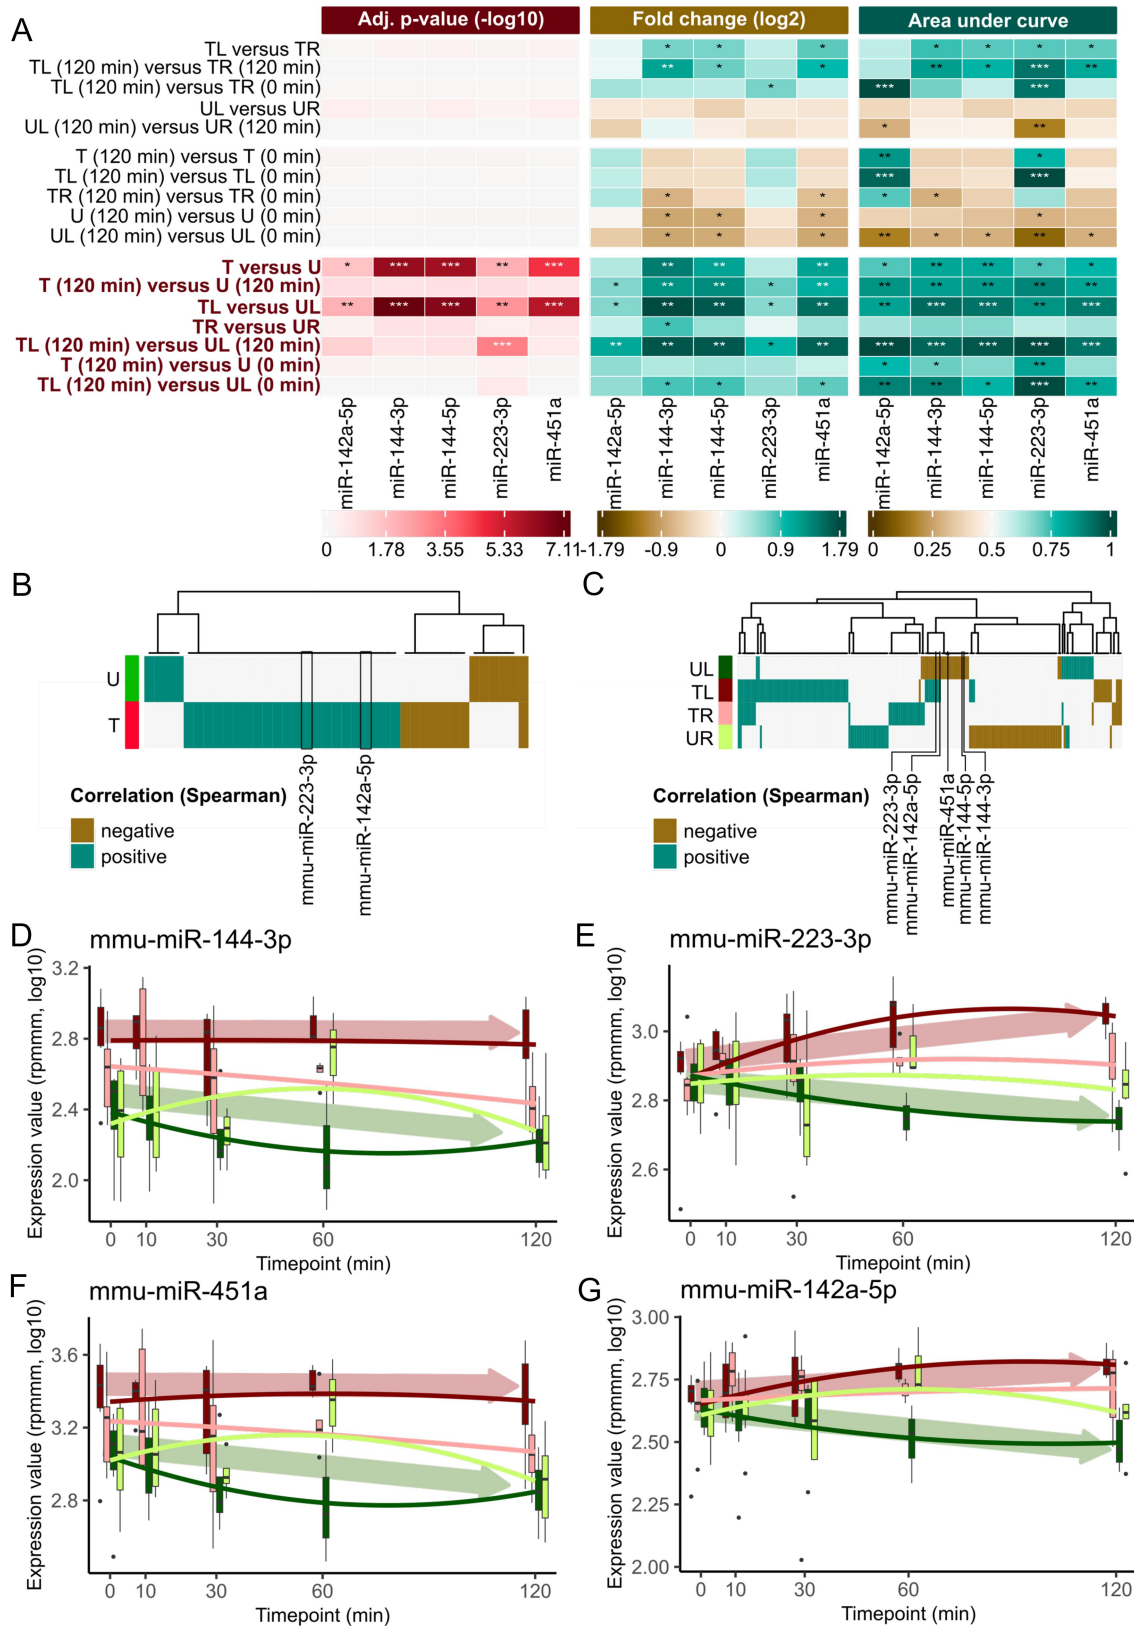 A
Adj. p-value (-log10)
Fold change (log2)
Area under curve
TL versus TR
* * * * * * *
TL (120 min) versus TR (120 min)
** * * ** * *** **
TL (120 min) versus TR (0 min)
* *** ***
UL versus UR
UL (120 min) versus UR (120 min)
* **
T (120 min) versus T (0 min)
** *
TL (120 min) versus TL (0 min)
*** ***
TR (120 min) versus TR (0 min)
* * * *
U (120 min) versus U (0 min)
* * * *
UL (120 min) versus UL (0 min)
* * * ** * * ** *
T versus U
* *** *** ** *** ** ** ** * ** ** * *
T (120 min) versus U (120 min)
* ** ** * ** ** ** ** ** **
TL versus UL
** *** *** ** *** * ** ** * ** ** *** *** ** ***
TR versus UR
*
TL (120 min) versus UL (120 min)
*** ** ** ** * ** *** *** *** *** ***
T (120 min) versus U (0 min)
* * **
TL (120 min) versus UL (0 min)
* * * ** ** * *** **
miR-142a-5p
miR-144-3p
miR-144-5p
miR-223-3p
miR-451a
miR-142a-5p
miR-144-3p
miR-144-5p
miR-223-3p
miR-451a
miR-142a-5p
miR-144-3p
miR-144-5p
miR-223-3p
miR-451a
0 1.78 3.55 5.33 7.11
-1.79 -0.9 0 0.9 1.79
0 0.25 0.5 0.75 1
B
U
T
mmu-miR-223-3p
mmu-miR-142a-5p
Correlation (Spearman)
negative
positive
C
UL
TL
TR
UR
mmu-miR-223-3p
mmu-miR-142a-5p
mmu-miR-451a
mmu-miR-144-5p
mmu-miR-144-3p
Correlation (Spearman)
negative
positive
D
mmu-miR-144-3p
Expression value (rpmmm, log10)
3.2
2.8
2.4
2.0
0 10 30 60 120
Timepoint (min)
E
mmu-miR-223-3p
Expression value (rpmmm, log10)
3.0
2.8
2.6
0 10 30 60 120
Timepoint (min)
F
mmu-miR-451a
Expression value (rpmmm, log10)
3.6
3.2
2.8
0 10 30 60 120
Timepoint (min)
G
mmu-miR-142a-5p
Expression value (rpmmm, log10)
3.00
2.75
2.50
2.25
2.00
0 10 30 60 120
Timepoint (min)